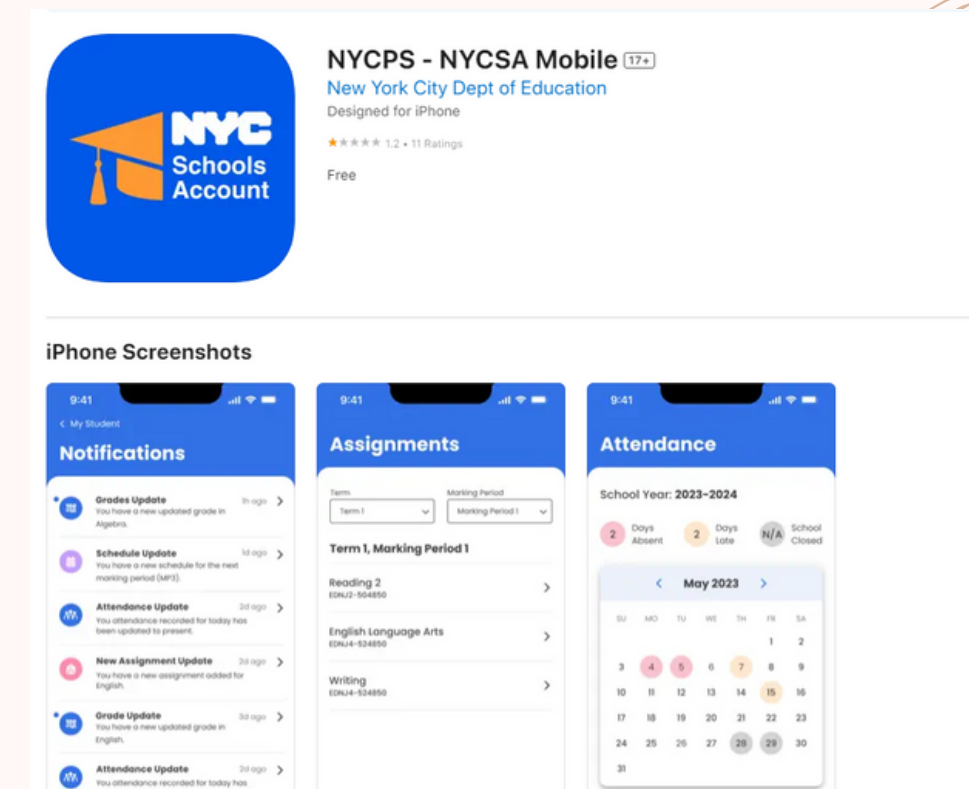 NYCPS - NYCSA Mobile 17+
New York City Dept of Education
Designed for iPhone
1.2 • 11 Ratings
Free
NYC
Schools
Account
iPhone Screenshots
9:41
< My Student
Notifications
Grades Update 1h ago
You have a new updated grade in
Algebra.
Schedule Update 1d ago
You have a new schedule for the next
marking period (MP3).
Attendance Update 2d ago
You attendance recorded for today has
been updated to present.
New Assignment Update 2d ago
You have a new assignment added for
English.
Grade Update 3d ago
You have a new updated grade in
English.
Attendance Update 2d ago
You attendance recorded for today has
9:41
Assignments
Term Marking Period
Term 1 Marking Period 1
Term 1, Marking Period 1
Reading 2
EDNJ2-504850
English Language Arts
EDNJ4-524850
Writing
EDNJ4-524850
9:41
Attendance
School Year: 2023-2024
2 Days Absent 2 Days Late N/A School Closed
< May 2023 >
SU MO TU WE TH FR SA
1 2
3 4 5 6 7 8 9
10 11 12 13 14 15 16
17 18 19 20 21 22 23
24 25 26 27 28 29 30
31